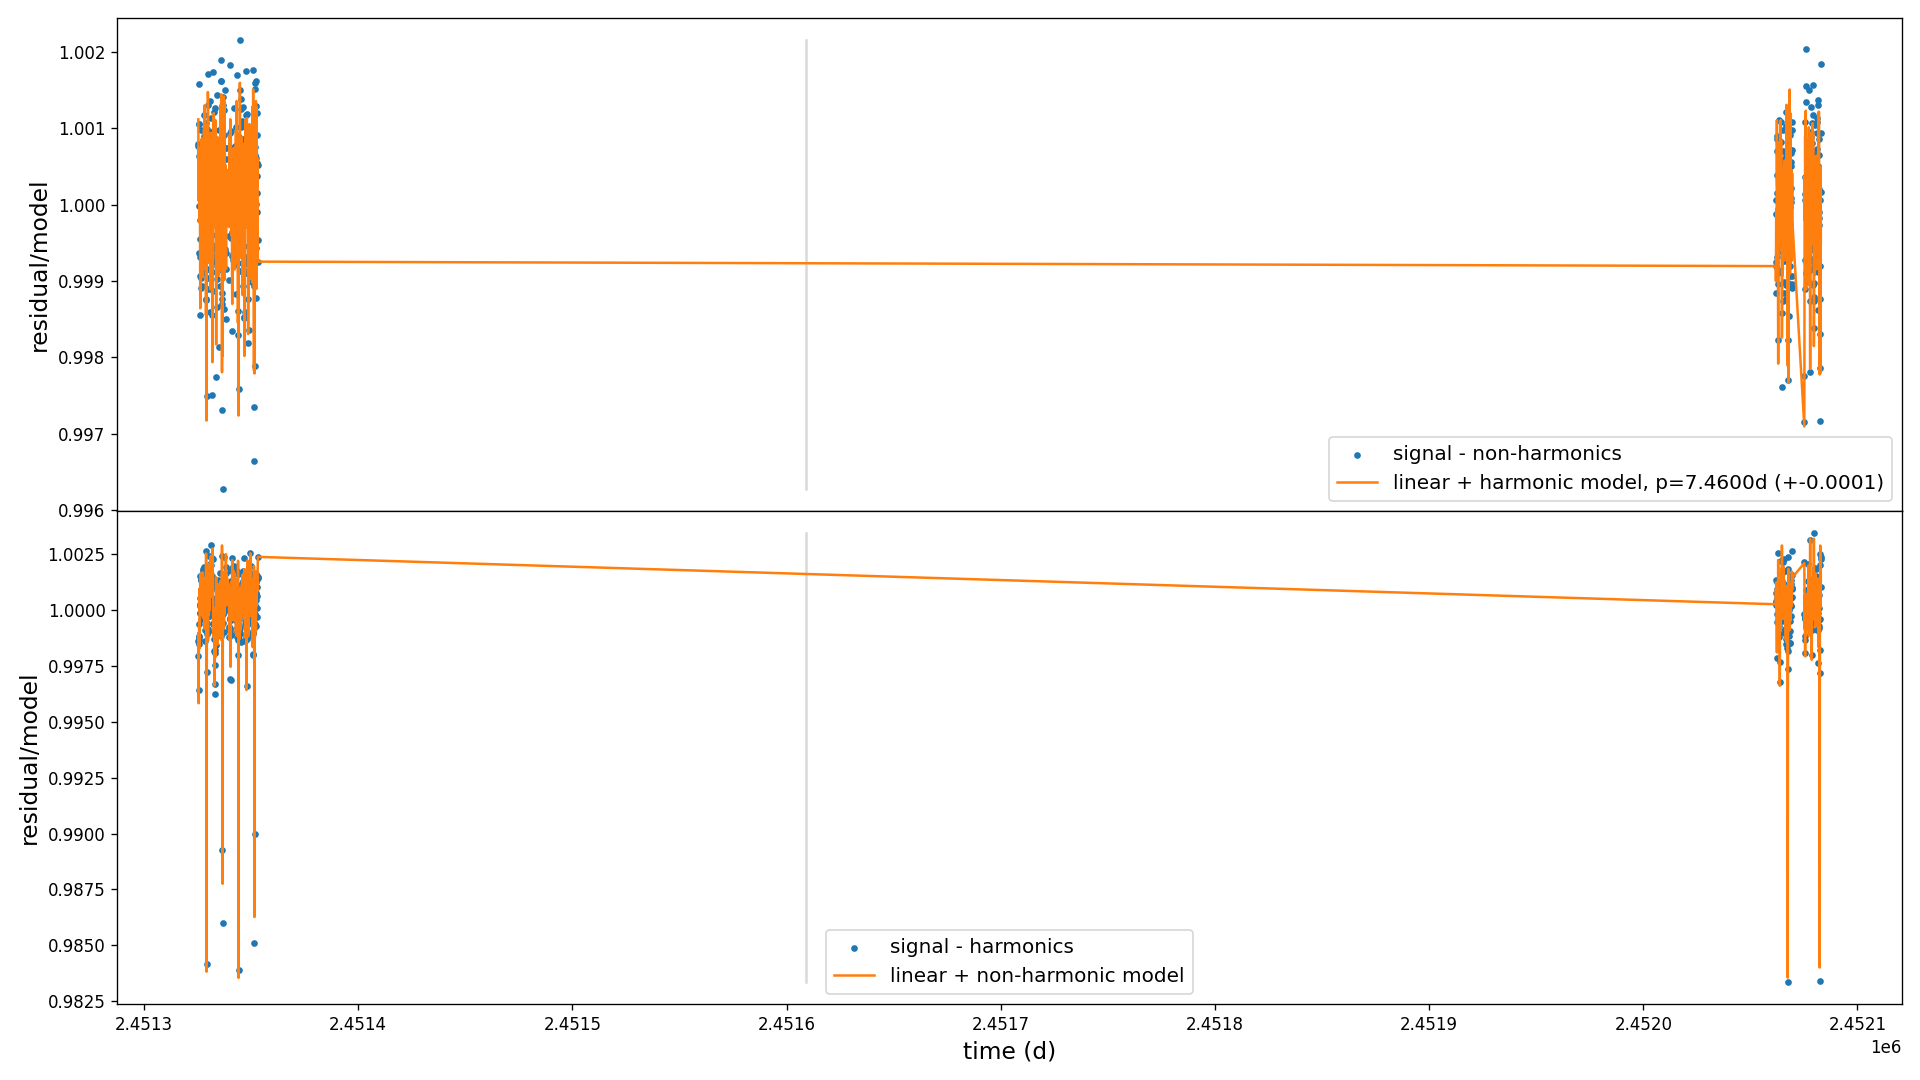 1.002
1.001
1.000
0.999
0.998
0.997
0.996
residual/model
signal - non-harmonics
linear + harmonic model, p=7.4600d (+-0.0001)
1.0025
1.0000
0.9975
0.9950
0.9925
0.9900
0.9875
0.9850
0.9825
residual/model
signal - harmonics
linear + non-harmonic model
2.4513 2.4514 2.4515 2.4516 2.4517 2.4518 2.4519 2.4520 2.4521
1e6
time (d)